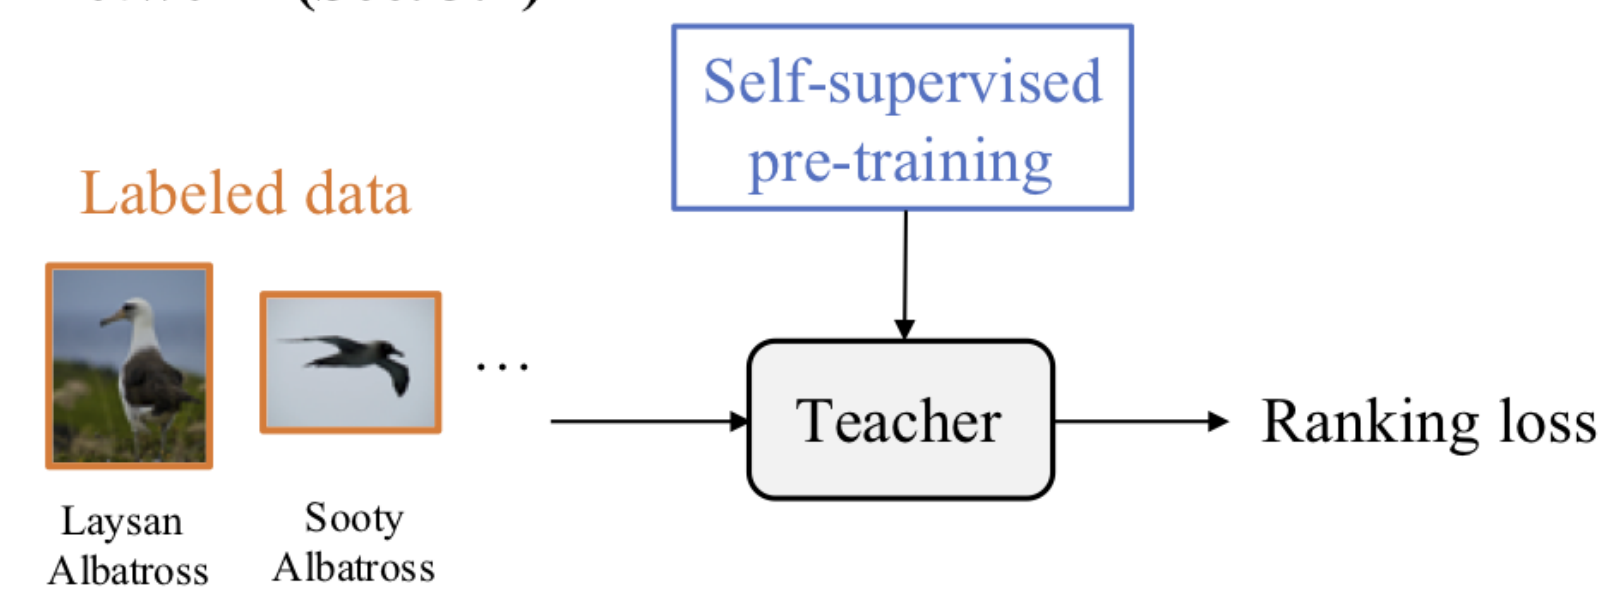 Self-supervised
pre-training
Labeled data
...
Teacher
Ranking loss
Laysan
Albatross
Sooty
Albatross